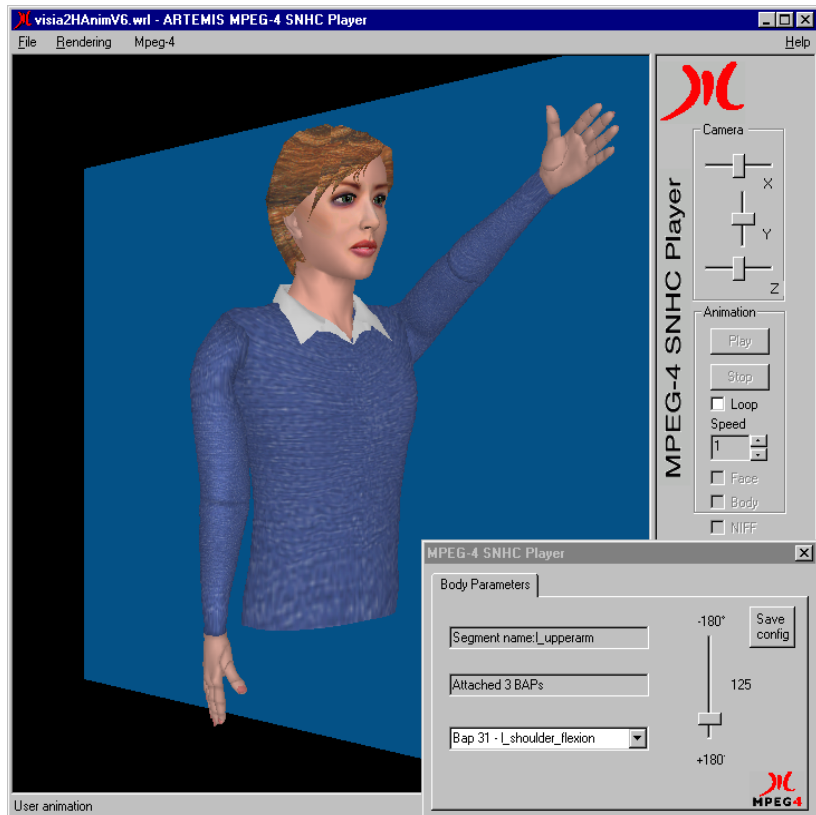 visia2HAnimV6.wrl - ARTEMIS MPEG-4 SNHC Player
File Rendering Mpeg-4 Help
MPEG-4 SNHC Player
Camera
X
Y
Z
Animation
Play
Stop
Loop
Speed
1
Face
Body
NIFF
MPEG-4 SNHC Player
Body Parameters
Segment name:l_upperarm
Attached 3 BAPs
Bap 31 - l_shoulder_flexion
-180°
125
+180°
Save
config
MPEG4
User animation